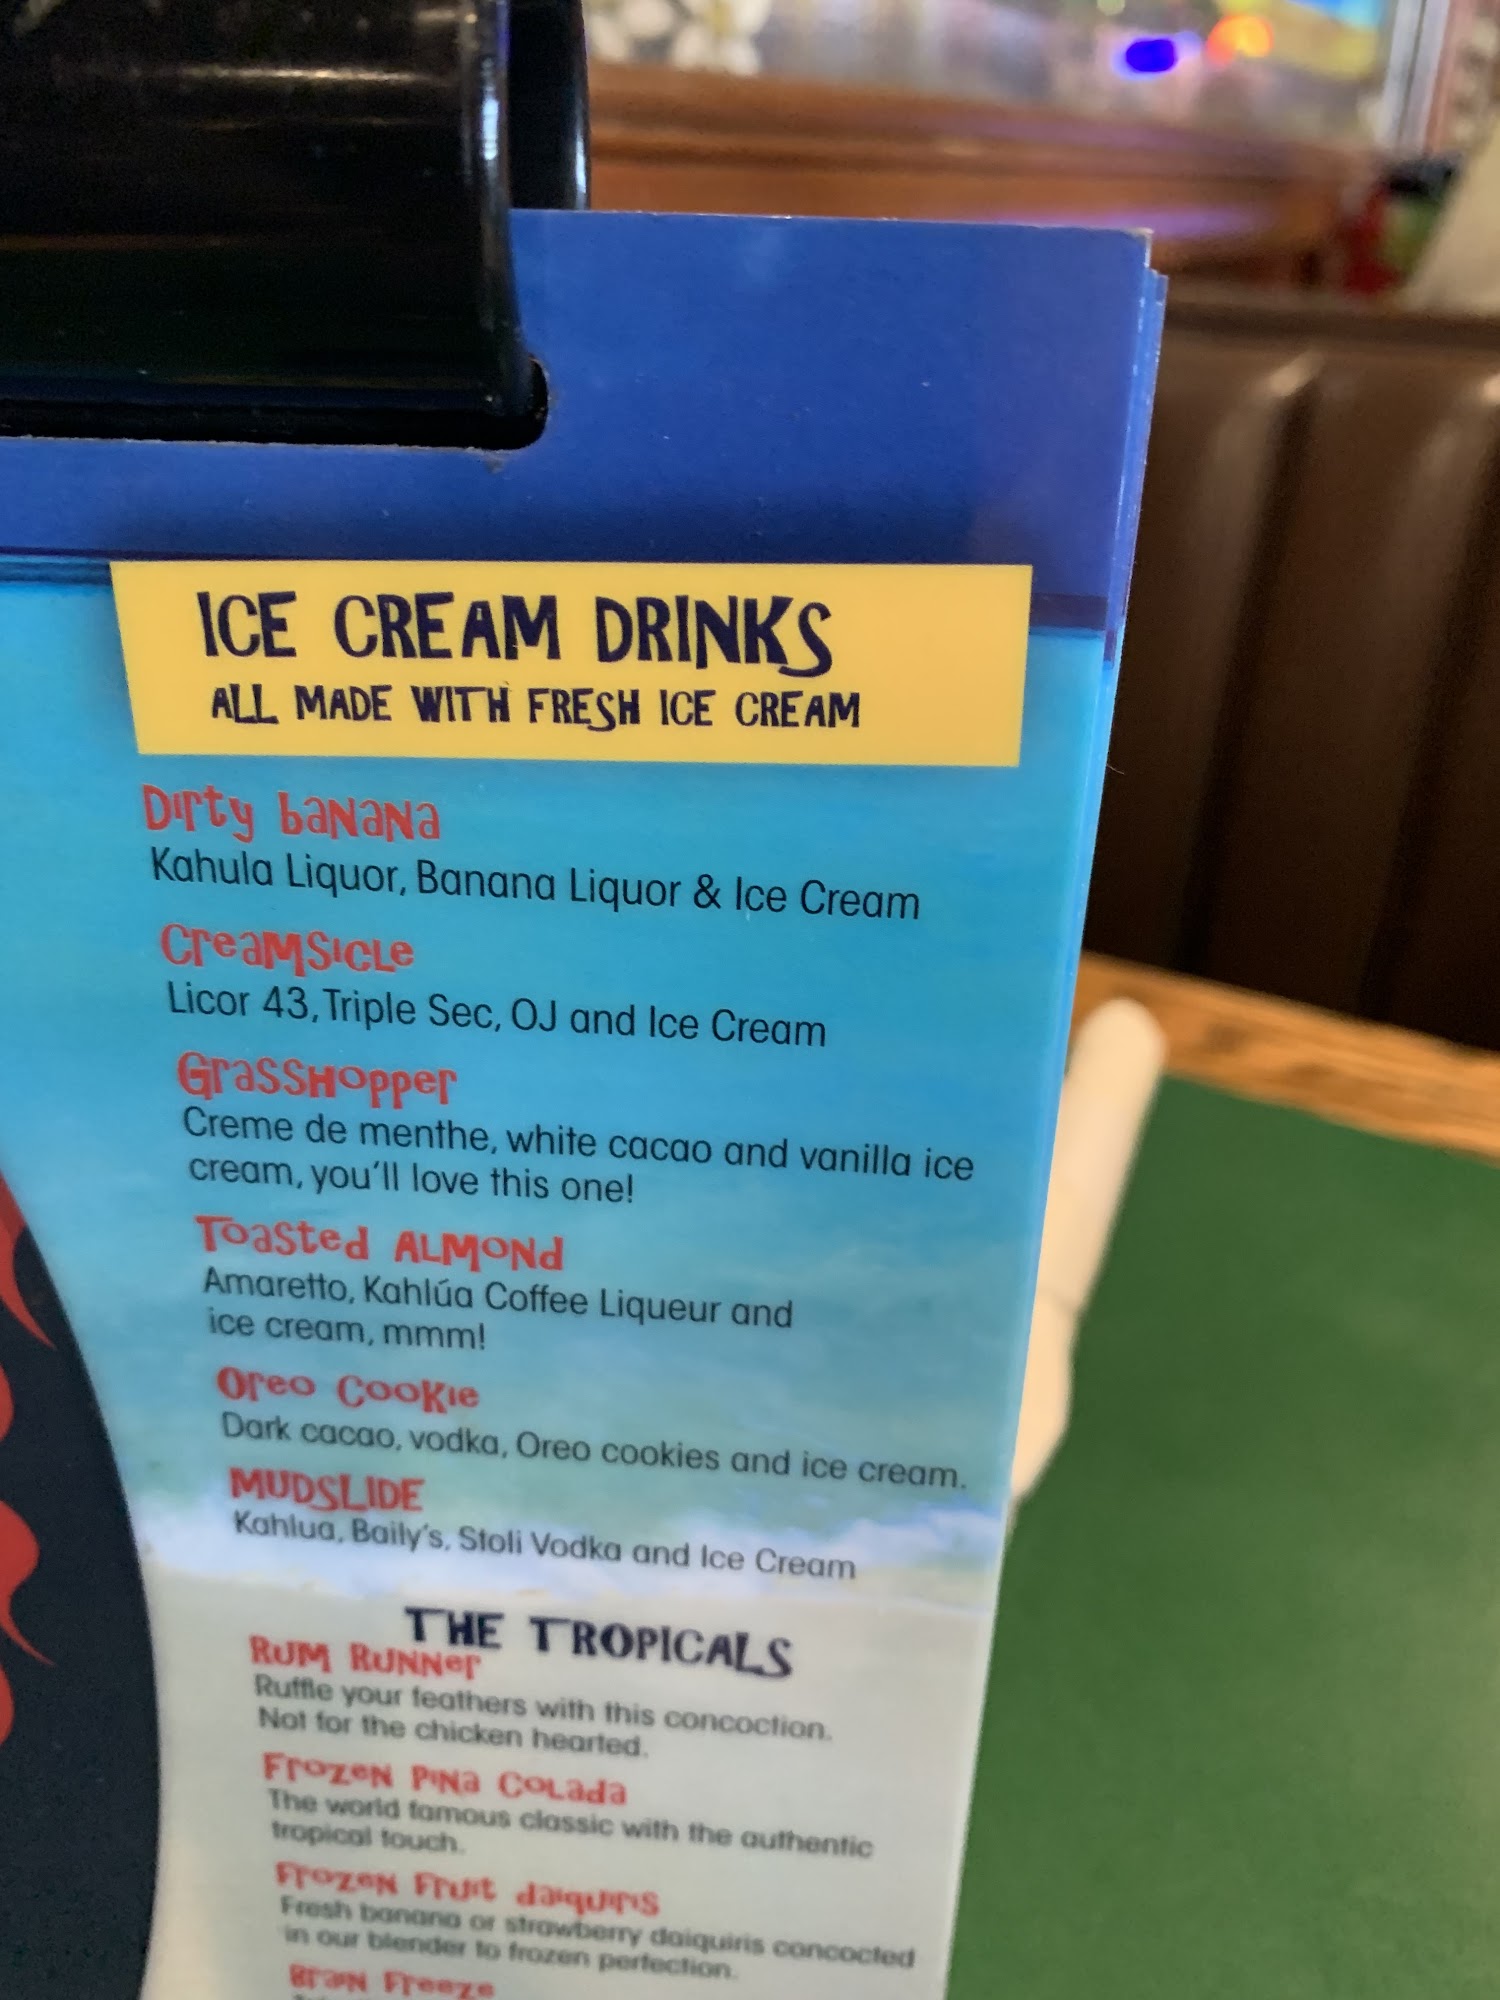 ICE CREAM DRINKS
ALL MADE WITH FRESH ICE CREAM
Dirty Banana
Kahula Liquor, Banana Liquor & Ice Cream
Creamsicle
Licor 43, Triple Sec, OJ and Ice Cream
Grasshopper
Creme de menthe, white cacao and vanilla ice
cream, you'll love this one!
Toasted Almond
Amaretto, Kahlúa Coffee Liqueur and
ice cream, mmm!
Oreo Cookie
Dark cacao, vodka, Oreo cookies and ice cream.
MUDSLIDE
Kahlua, Baily's, Stoli Vodka and Ice Cream
THE TROPICALS
Rum Runner
Ruffle your feathers with this concoction.
Not for the chicken hearted.
Frozen Pina Colada
The world famous classic with the authentic
tropical touch.
Frozen Fruit daiquiris
Fresh banana or strawberry daiquiris concocted
in our blender to frozen perfection.
Brain Freeze